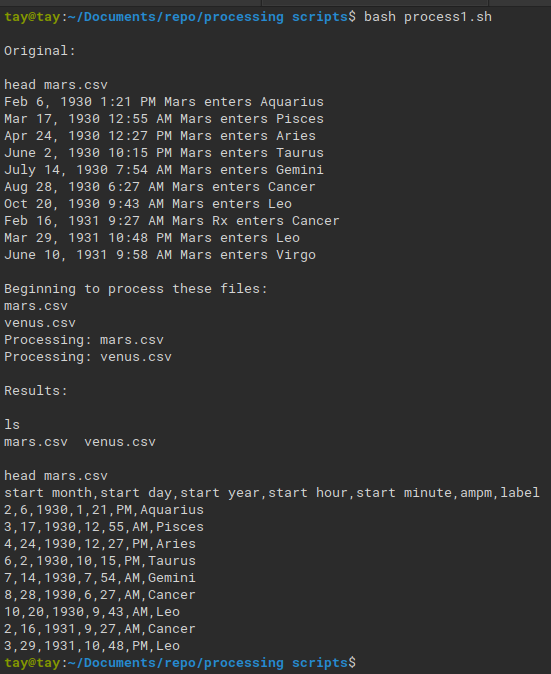 tay@tay:~/Documents/repo/processing scripts$ bash process1.sh
Original:
head mars.csv
Feb 6, 1930 1:21 PM Mars enters Aquarius
Mar 17, 1930 12:55 AM Mars enters Pisces
Apr 24, 1930 12:27 PM Mars enters Aries
June 2, 1930 10:15 PM Mars enters Taurus
July 14, 1930 7:54 AM Mars enters Gemini
Aug 28, 1930 6:27 AM Mars enters Cancer
Oct 20, 1930 9:43 AM Mars enters Leo
Feb 16, 1931 9:27 AM Mars Rx enters Cancer
Mar 29, 1931 10:48 PM Mars enters Leo
June 10, 1931 9:58 AM Mars enters Virgo
Beginning to process these files:
mars.csv
venus.csv
Processing: mars.csv
Processing: venus.csv
Results:
ls
mars.csv  venus.csv
head mars.csv
start month,start day,start year,start hour,start minute,ampm,label
2,6,1930,1,21,PM,Aquarius
3,17,1930,12,55,AM,Pisces
4,24,1930,12,27,PM,Aries
6,2,1930,10,15,PM,Taurus
7,14,1930,7,54,AM,Gemini
8,28,1930,6,27,AM,Cancer
10,20,1930,9,43,AM,Leo
2,16,1931,9,27,AM,Cancer
3,29,1931,10,48,PM,Leo
tay@tay:~/Documents/repo/processing scripts$